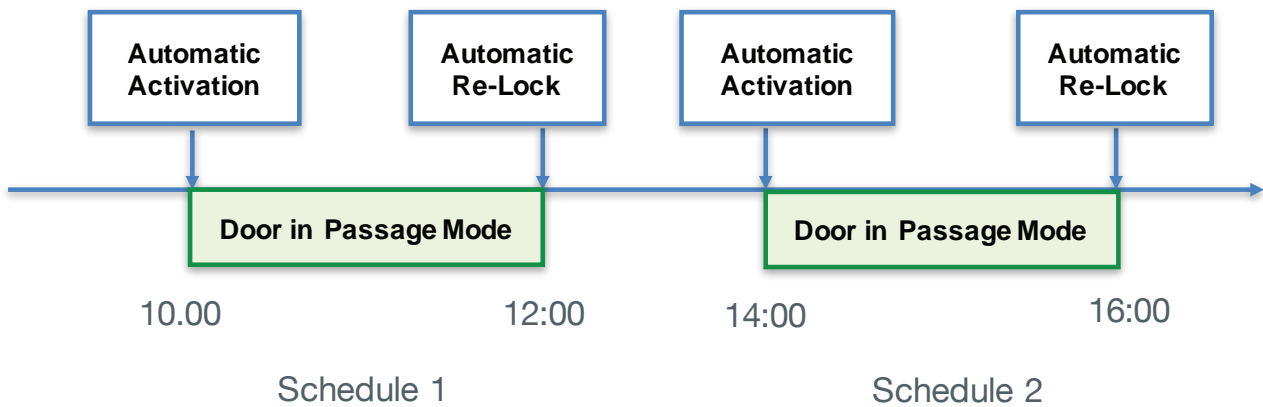 Automatic
Activation
Automatic
Re-Lock
Automatic
Activation
Automatic
Re-Lock
Door in Passage Mode
Door in Passage Mode
10.00
12:00
14:00
16:00
Schedule 1
Schedule 2